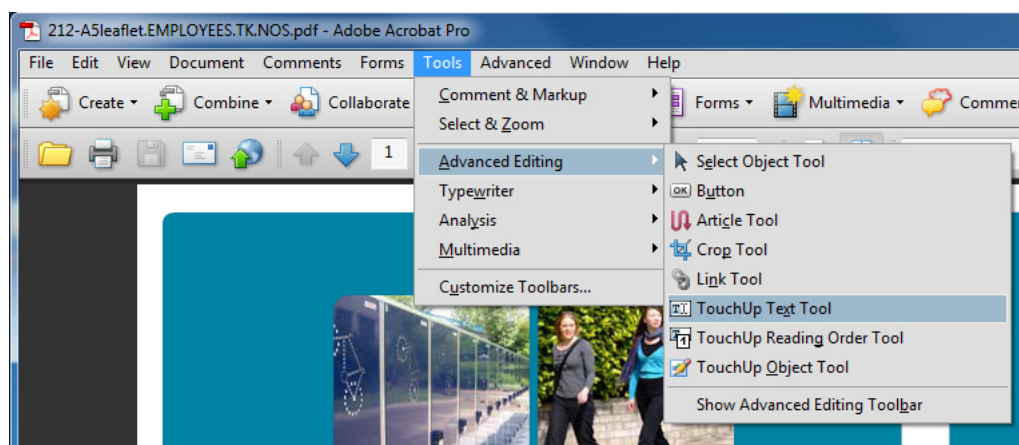 212-A5leaflet.EMPLOYEES.TK.NOS.pdf - Adobe Acrobat Pro
File Edit View Document Comments Forms Tools Advanced Window Help
Create Combine Collaborate Forms Multimedia Comme
1
Comment & Markup
Select & Zoom
Advanced Editing
Typewriter
Analysis
Multimedia
Customize Toolbars...
Select Object Tool
OK Button
Article Tool
Crop Tool
Link Tool
TouchUp Text Tool
TouchUp Reading Order Tool
TouchUp Object Tool
Show Advanced Editing Toolbar